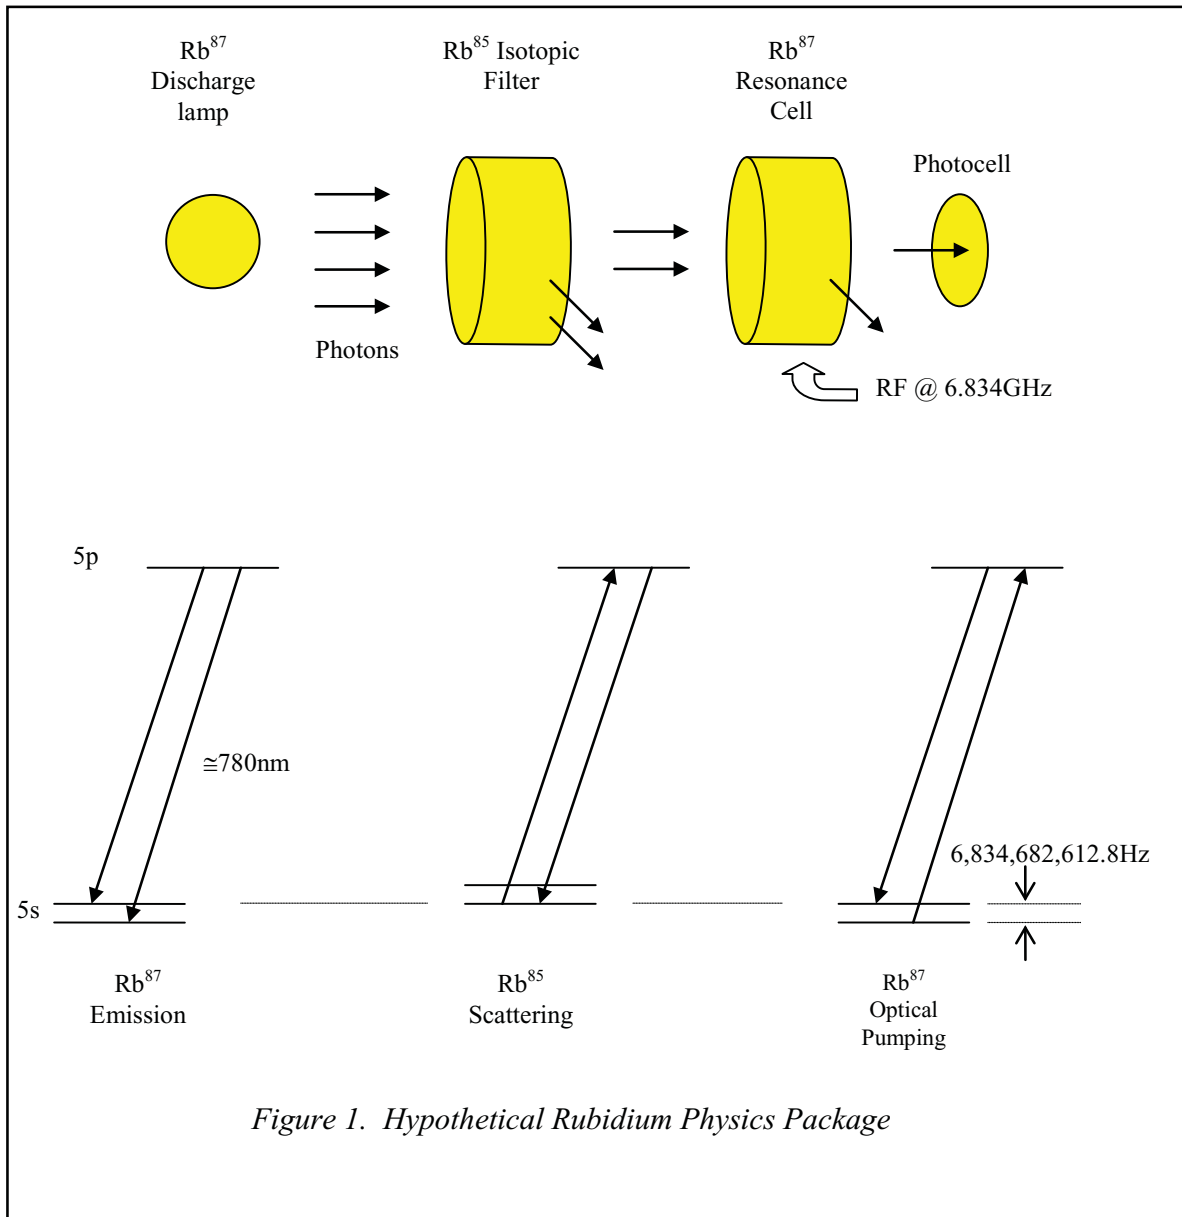 Rb⁸⁷
Discharge
lamp
Rb⁸⁵ Isotopic
Filter
Rb⁸⁷
Resonance
Cell
Photocell
Photons
RF @ 6.834GHz
5p
≅780nm
6,834,682,612.8Hz
5s
Rb⁸⁷
Emission
Rb⁸⁵
Scattering
Rb⁸⁷
Optical
Pumping
Figure 1. Hypothetical Rubidium Physics Package